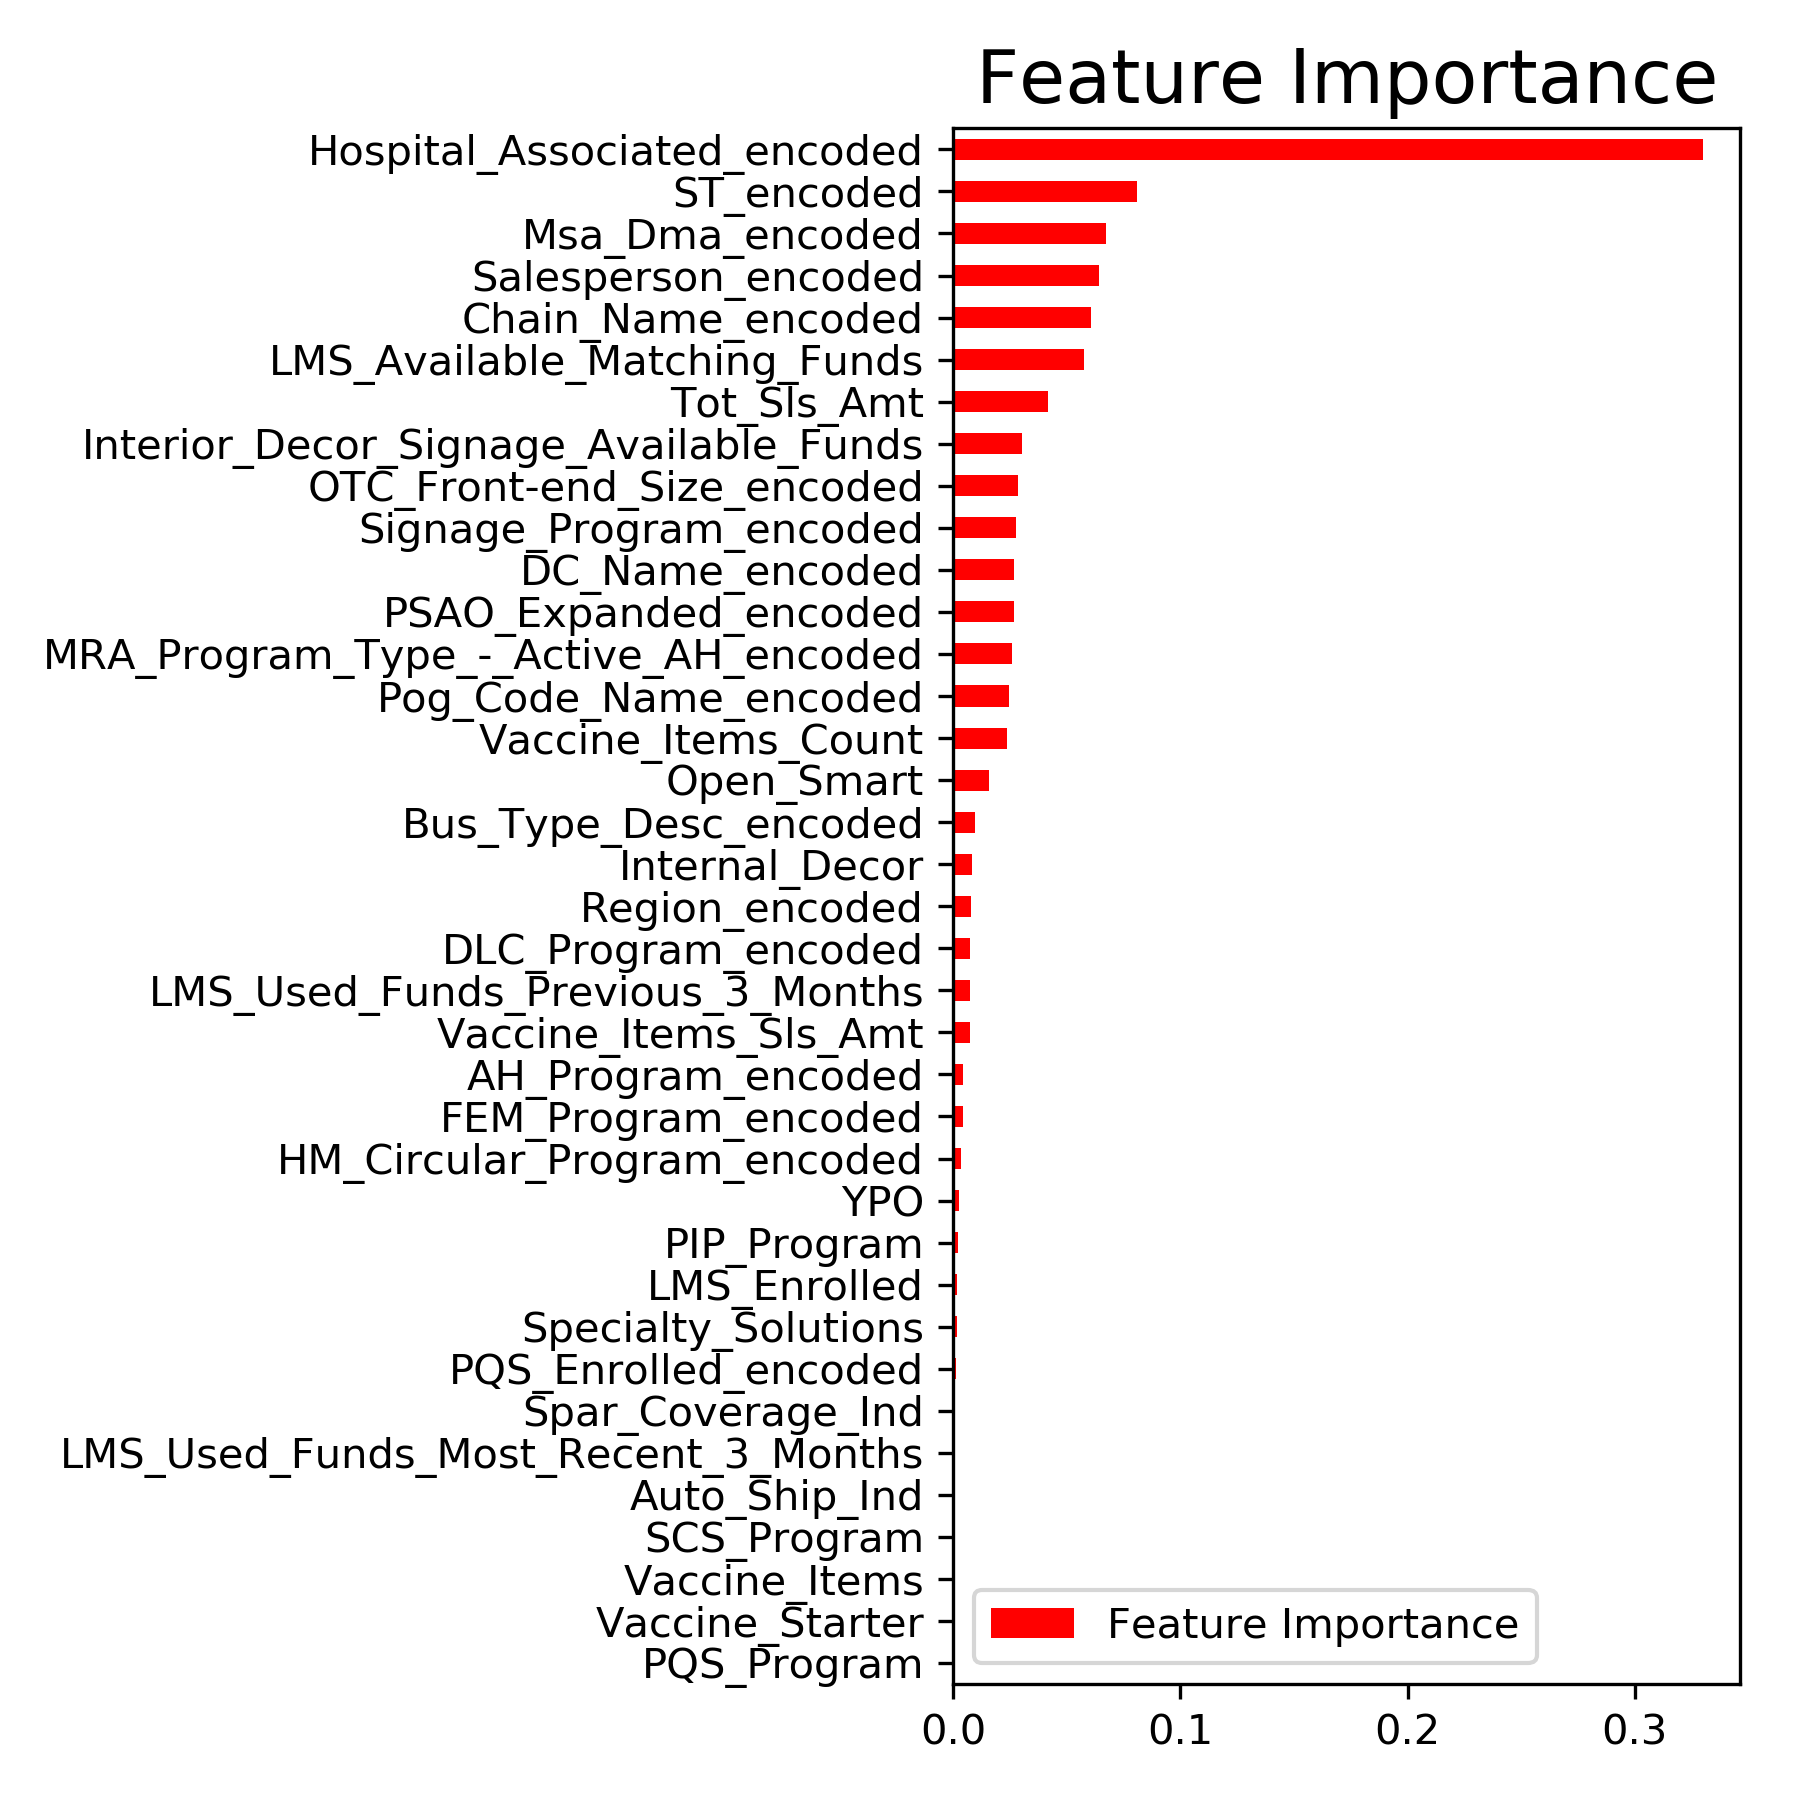 Feature Importance
Hospital_Associated_encoded
ST_encoded
Msa_Dma_encoded
Salesperson_encoded
Chain_Name_encoded
LMS_Available_Matching_Funds
Tot_Sls_Amt
Interior_Decor_Signage_Available_Funds
OTC_Front-end_Size_encoded
Signage_Program_encoded
DC_Name_encoded
PSAO_Expanded_encoded
MRA_Program_Type_-_Active_AH_encoded
Pog_Code_Name_encoded
Vaccine_Items_Count
Open_Smart
Bus_Type_Desc_encoded
Internal_Decor
Region_encoded
DLC_Program_encoded
LMS_Used_Funds_Previous_3_Months
Vaccine_Items_Sls_Amt
AH_Program_encoded
FEM_Program_encoded
HM_Circular_Program_encoded
YPO
PIP_Program
LMS_Enrolled
Specialty_Solutions
PQS_Enrolled_encoded
Spar_Coverage_Ind
LMS_Used_Funds_Most_Recent_3_Months
Auto_Ship_Ind
SCS_Program
Vaccine_Items
Vaccine_Starter
PQS_Program
Feature Importance
0.0 0.1 0.2 0.3